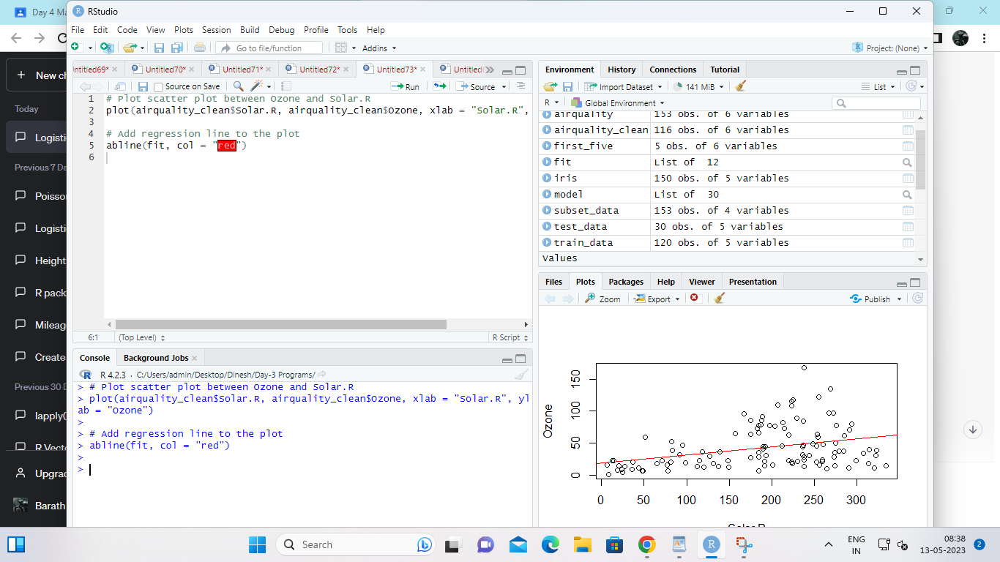 Day 4 Ma
RStudio
File Edit Code View Plots Session Build Debug Profile Tools Help
Go to file/function Addins
Project: (None)
ntitled69* Untitled70* Untitled71* Untitled72* Untitled73* Untitled
Source on Save Run Source
1 # Plot scatter plot between Ozone and Solar.R
2 plot(airquality_clean$Solar.R, airquality_clean$Ozone, xlab = "Solar.R",
3
4 # Add regression line to the plot
5 abline(fit, col = "red")
6
6:1 (Top Level) R Script
Console Background Jobs
R 4.2.3 · C:/Users/admin/Desktop/Dinesh/Day-3 Programs/
> # Plot scatter plot between Ozone and Solar.R
> plot(airquality_clean$Solar.R, airquality_clean$Ozone, xlab = "Solar.R", yl
ab = "Ozone")
>
> # Add regression line to the plot
> abline(fit, col = "red")
>
>
Environment History Connections Tutorial
Import Dataset 141 MiB List
R Global Environment
airquality 153 obs. of 6 variables
airquality_clean 116 obs. of 6 variables
first_five 5 obs. of 6 variables
fit List of 12
iris 150 obs. of 5 variables
model List of 30
subset_data 153 obs. of 4 variables
test_data 30 obs. of 5 variables
train_data 120 obs. of 5 variables
Values
Files Plots Packages Help Viewer Presentation
Zoom Export Publish
Ozone
150
100
50
0
0 50 100 150 200 250 300
Solar.R
New ch
Today
Logisti
Previous 7 Da
Poisso
Logisti
Height
R pack
Mileag
Create
Previous 30 D
lapply(
R Vecto
Upgrad
Barath
Search
ENG
IN
08:38
13-05-2023
2